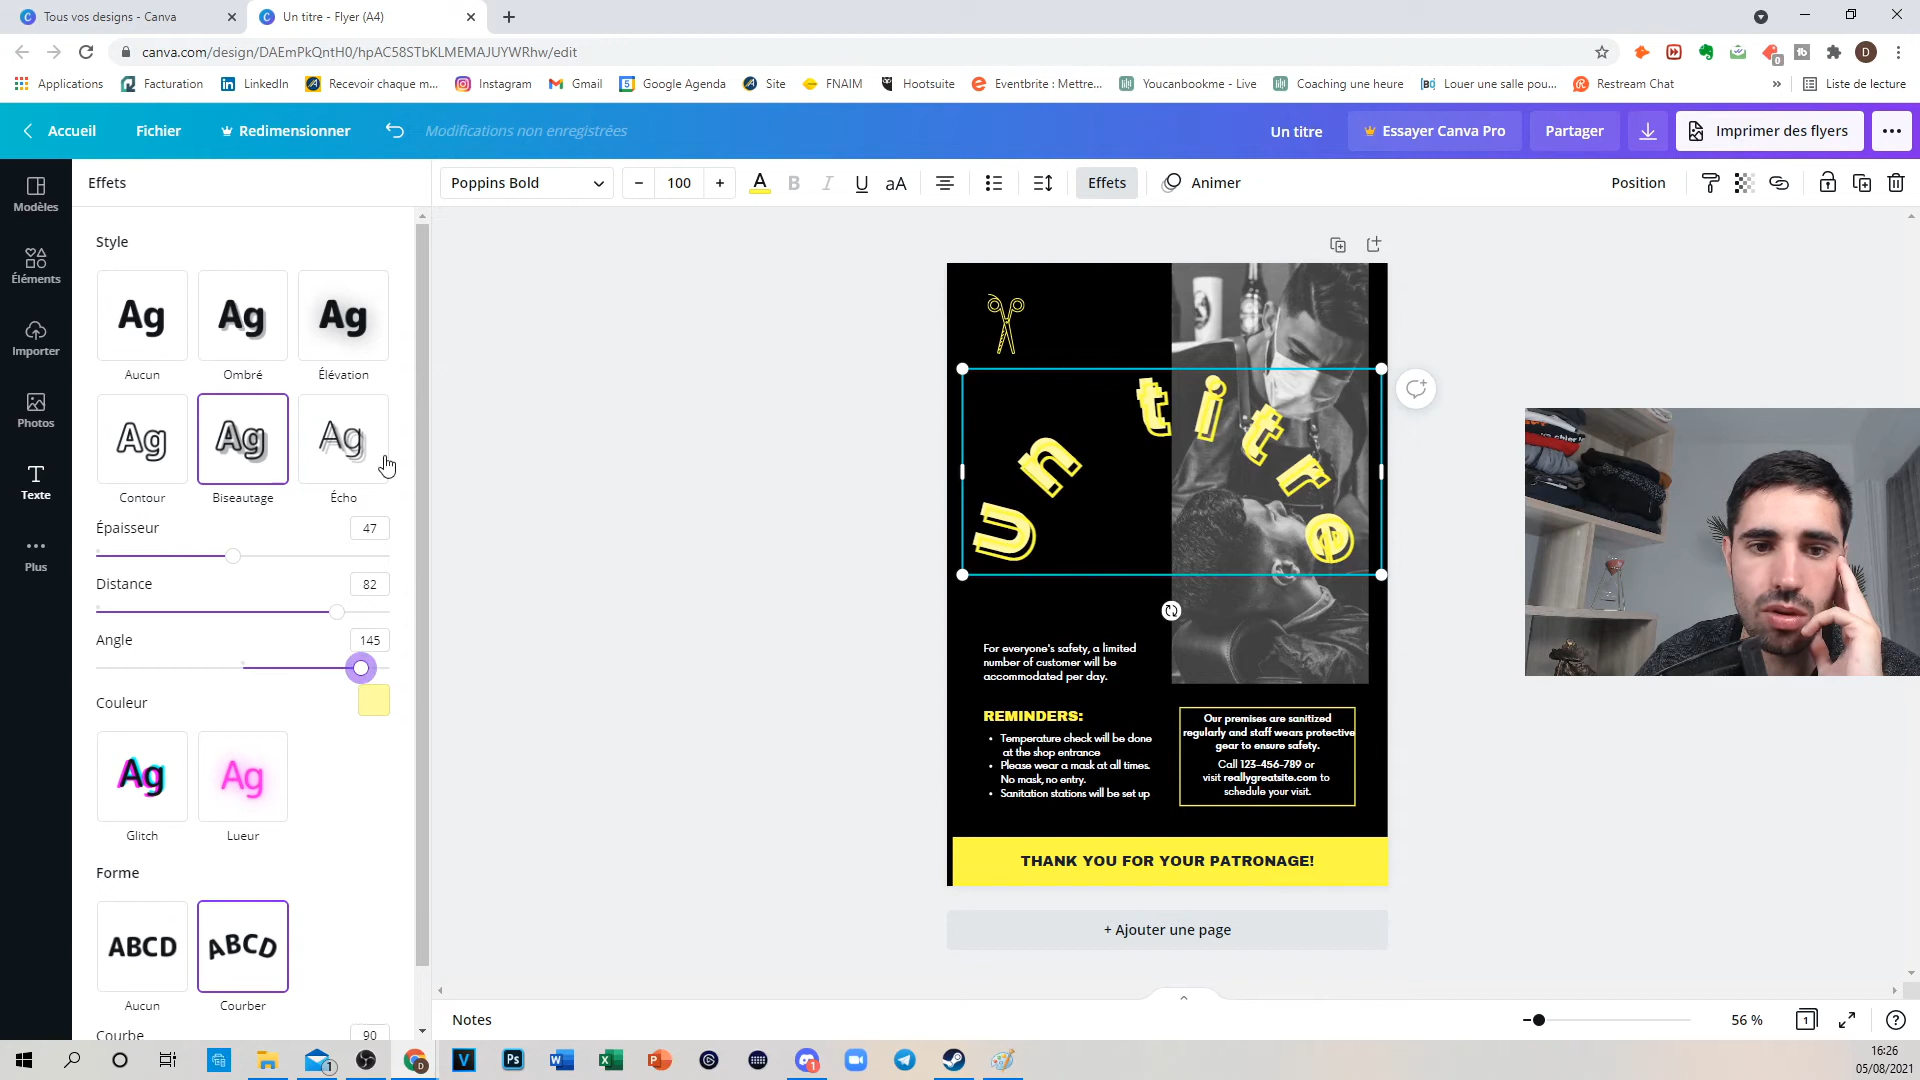 Tous vos designs - Canva
Un titre - Flyer (A4)
canva.com/design/DAEmPkQntH0/hpAC58STbKLMEMAJUYWRhw/edit
Applications
Facturation
LinkedIn
Recevoir chaque m...
Instagram
Gmail
Google Agenda
Site
FNAIM
Hootsuite
Eventbrite : Mettre...
Youcanbookme - Live
Coaching une heure
Louer une salle pou...
Restream Chat
Liste de lecture
Accueil
Fichier
Redimensionner
Modifications non enregistrées
Un titre
Essayer Canva Pro
Partager
Imprimer des flyers
Effets
Poppins Bold
100
A
B
I
U
aA
Effets
Animer
Position
Modèles
Éléments
Importer
Photos
Texte
Plus
Style
Ag
Ag
Ag
Aucun
Ombré
Élévation
Ag
Ag
Ag
Contour
Biseautage
Écho
Épaisseur
47
Distance
82
Angle
145
Couleur
Ag
Ag
Glitch
Lueur
Forme
ABCD
ABCD
Aucun
Courber
Courbe
90
Un titre
For everyone's safety, a limited
number of customer will be
accommodated per day.
REMINDERS:
• Temperature check will be done
at the shop entrance
• Please wear a mask at all times.
No mask, no entry.
• Sanitation stations will be set up
Our premises are sanitized
regularly and staff wears protective
gear to ensure safety.
Call 123-456-789 or
visit reallygreatsite.com to
schedule your visit.
THANK YOU FOR YOUR PATRONAGE!
+ Ajouter une page
Notes
56 %
1
16:26
05/08/2021